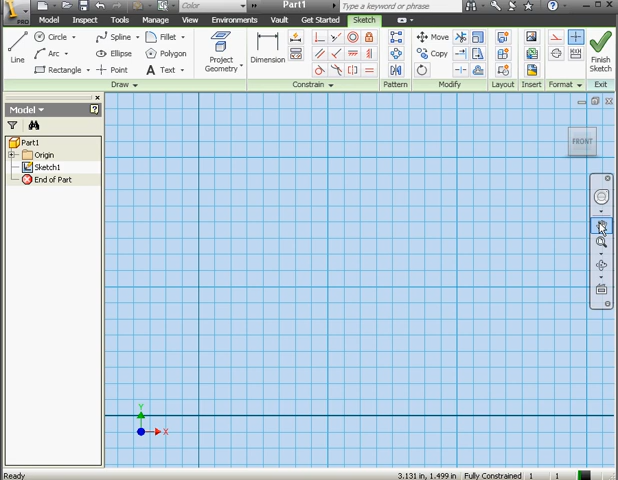 Color
Part1
Type a keyword or phrase
PRO
Model Inspect Tools Manage View Environments Vault Get Started Sketch
Line
Circle
Arc
Rectangle
Spline
Ellipse
Point
Fillet
Polygon
Text
Project
Geometry
Dimension
Move
Copy
Finish
Sketch
Draw Constrain Pattern Modify Layout Insert Format Exit
Model
Part1
Origin
Sketch1
End of Part
FRONT
Y
X
Ready
3.131 in, 1.499 in Fully Constrained 1 1